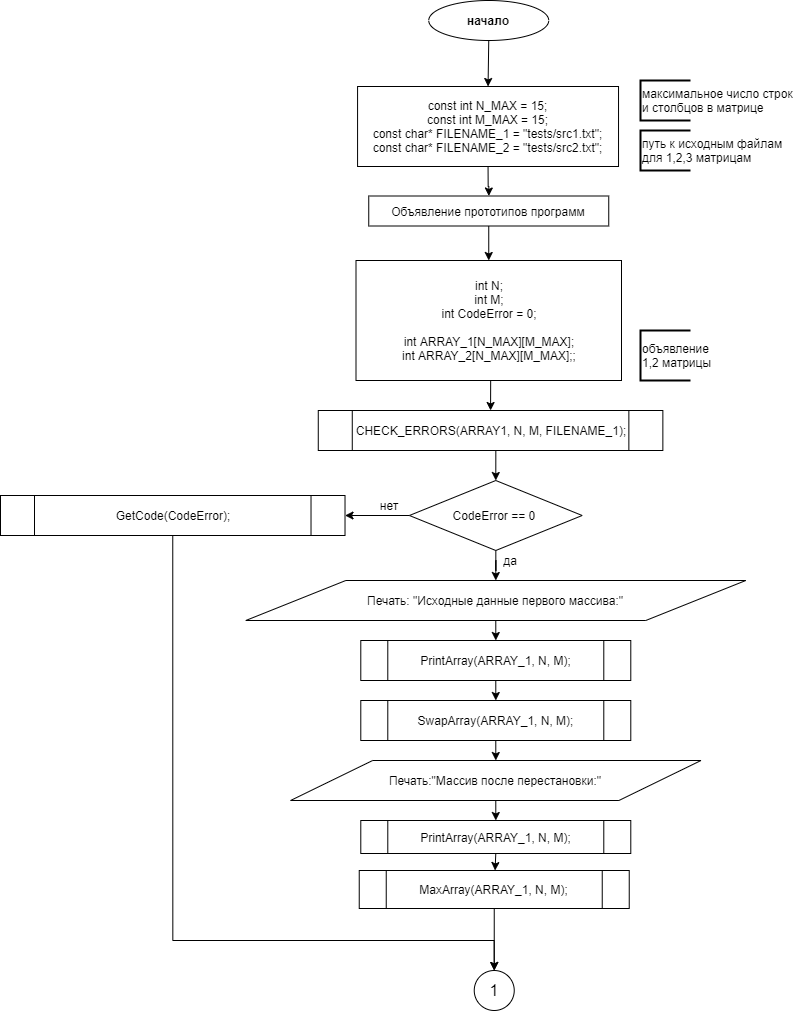 начало
const int N_MAX = 15;
const int M_MAX = 15;
const char* FILENAME_1 = "tests/src1.txt";
const char* FILENAME_2 = "tests/src2.txt";
максимальное число строк
и столбцов в матрице
путь к исходным файлам
для 1,2,3 матрицам
Объявление прототипов программ
int N;
int M;
int CodeError = 0;
int ARRAY_1[N_MAX][M_MAX];
int ARRAY_2[N_MAX][M_MAX];;
объявление
1,2 матрицы
CHECK_ERRORS(ARRAY1, N, M, FILENAME_1);
CodeError == 0
нет
GetCode(CodeError);
да
Печать: "Исходные данные первого массива:"
PrintArray(ARRAY_1, N, M);
SwapArray(ARRAY_1, N, M);
Печать:"Массив после перестановки:"
PrintArray(ARRAY_1, N, M);
MaxArray(ARRAY_1, N, M);
1